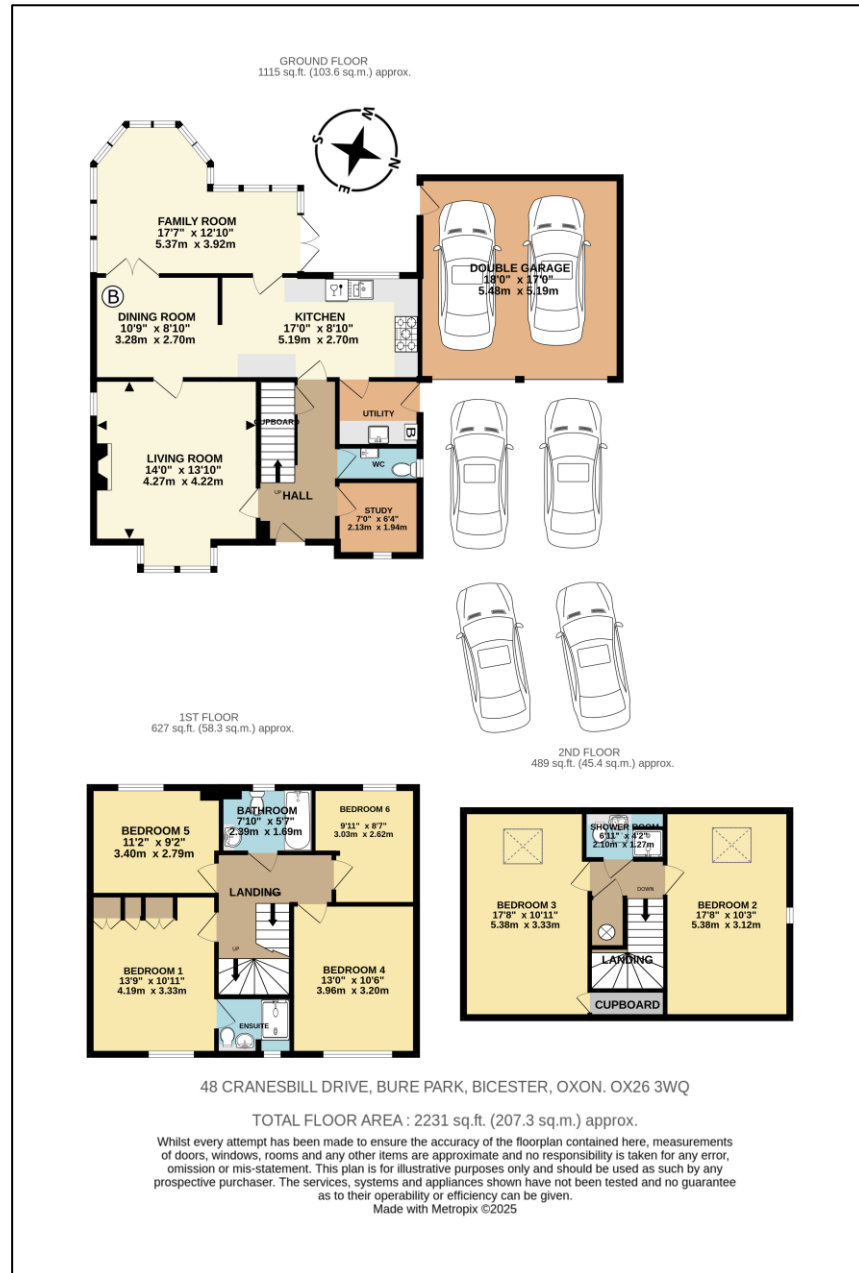 GROUND FLOOR
1115 sq.ft. (103.6 sq.m.) approx.
W
S
N
E
FAMILY ROOM
17'7" x 12'10"
5.37m x 3.92m
DOUBLE GARAGE
18'0" x 17'0"
5.48m x 5.19m
B
DINING ROOM
10'9" x 8'10"
3.28m x 2.70m
KITCHEN
17'0" x 8'10"
5.19m x 2.70m
CUPBOARD
UTILITY
B
LIVING ROOM
14'0" x 13'10"
4.27m x 4.22m
WC
UP
HALL
STUDY
7'0" x 6'4"
2.13m x 1.94m
1ST FLOOR
627 sq.ft. (58.3 sq.m.) approx.
2ND FLOOR
489 sq.ft. (45.4 sq.m.) approx.
BATHROOM
7'10" x 5'7"
2.39m x 1.69m
BEDROOM 6
9'11" x 8'7"
3.03m x 2.62m
BEDROOM 5
11'2" x 9'2"
3.40m x 2.79m
LANDING
UP
BEDROOM 1
13'9" x 10'11"
4.19m x 3.33m
BEDROOM 4
13'0" x 10'6"
3.96m x 3.20m
ENSUITE
SHOWER ROOM
6'11" x 4'2"
2.10m x 1.27m
DOWN
BEDROOM 3
17'8" x 10'11"
5.38m x 3.33m
BEDROOM 2
17'8" x 10'3"
5.38m x 3.12m
LANDING
CUPBOARD
48 CRANESBILL DRIVE, BURE PARK, BICESTER, OXON. OX26 3WQ
TOTAL FLOOR AREA : 2231 sq.ft. (207.3 sq.m.) approx.
Whilst every attempt has been made to ensure the accuracy of the floorplan contained here, measurements
of doors, windows, rooms and any other items are approximate and no responsibility is taken for any error,
omission or mis-statement. This plan is for illustrative purposes only and should be used as such by any
prospective purchaser. The services, systems and appliances shown have not been tested and no guarantee
as to their operability or efficiency can be given.
Made with Metropix ©2025